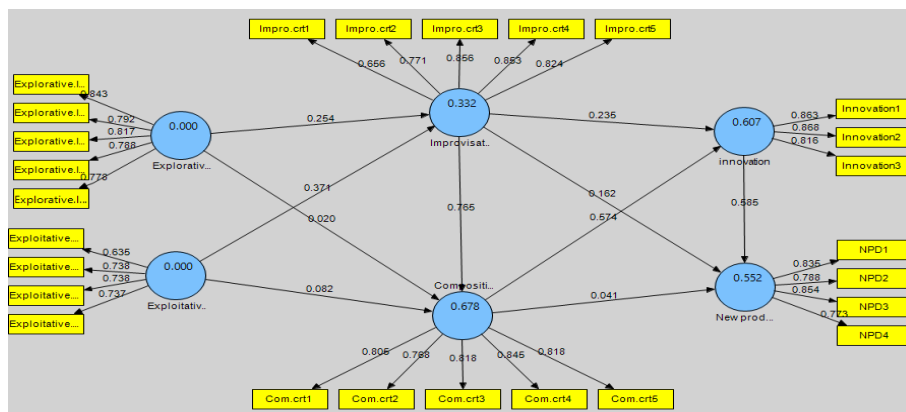 Impro.crt1 Impro.crt2 Impro.crt3 Impro.crt4 Impro.crt5
0.656 0.771 0.856 0.853 0.824
Explorative.I...
Explorative.I...
Explorative.I...
Explorative.I...
Explorative.I...
0.843
0.792
0.817
0.788
0.778
0.000
Explorativ...
0.254
0.332
Improvisat...
0.235
0.607
innovation
0.863
0.868
0.816
Innovation1
Innovation2
Innovation3
0.371
0.020
0.765
0.162
0.574
0.585
Exploitative....
Exploitative....
Exploitative....
Exploitative....
0.635
0.738
0.738
0.737
0.000
Exploitativ...
0.082
Compositi...
0.678
0.041
0.552
New prod...
0.835
0.788
0.854
0.773
NPD1
NPD2
NPD3
NPD4
0.805 0.768 0.818 0.845 0.818
Com.crt1 Com.crt2 Com.crt3 Com.crt4 Com.crt5